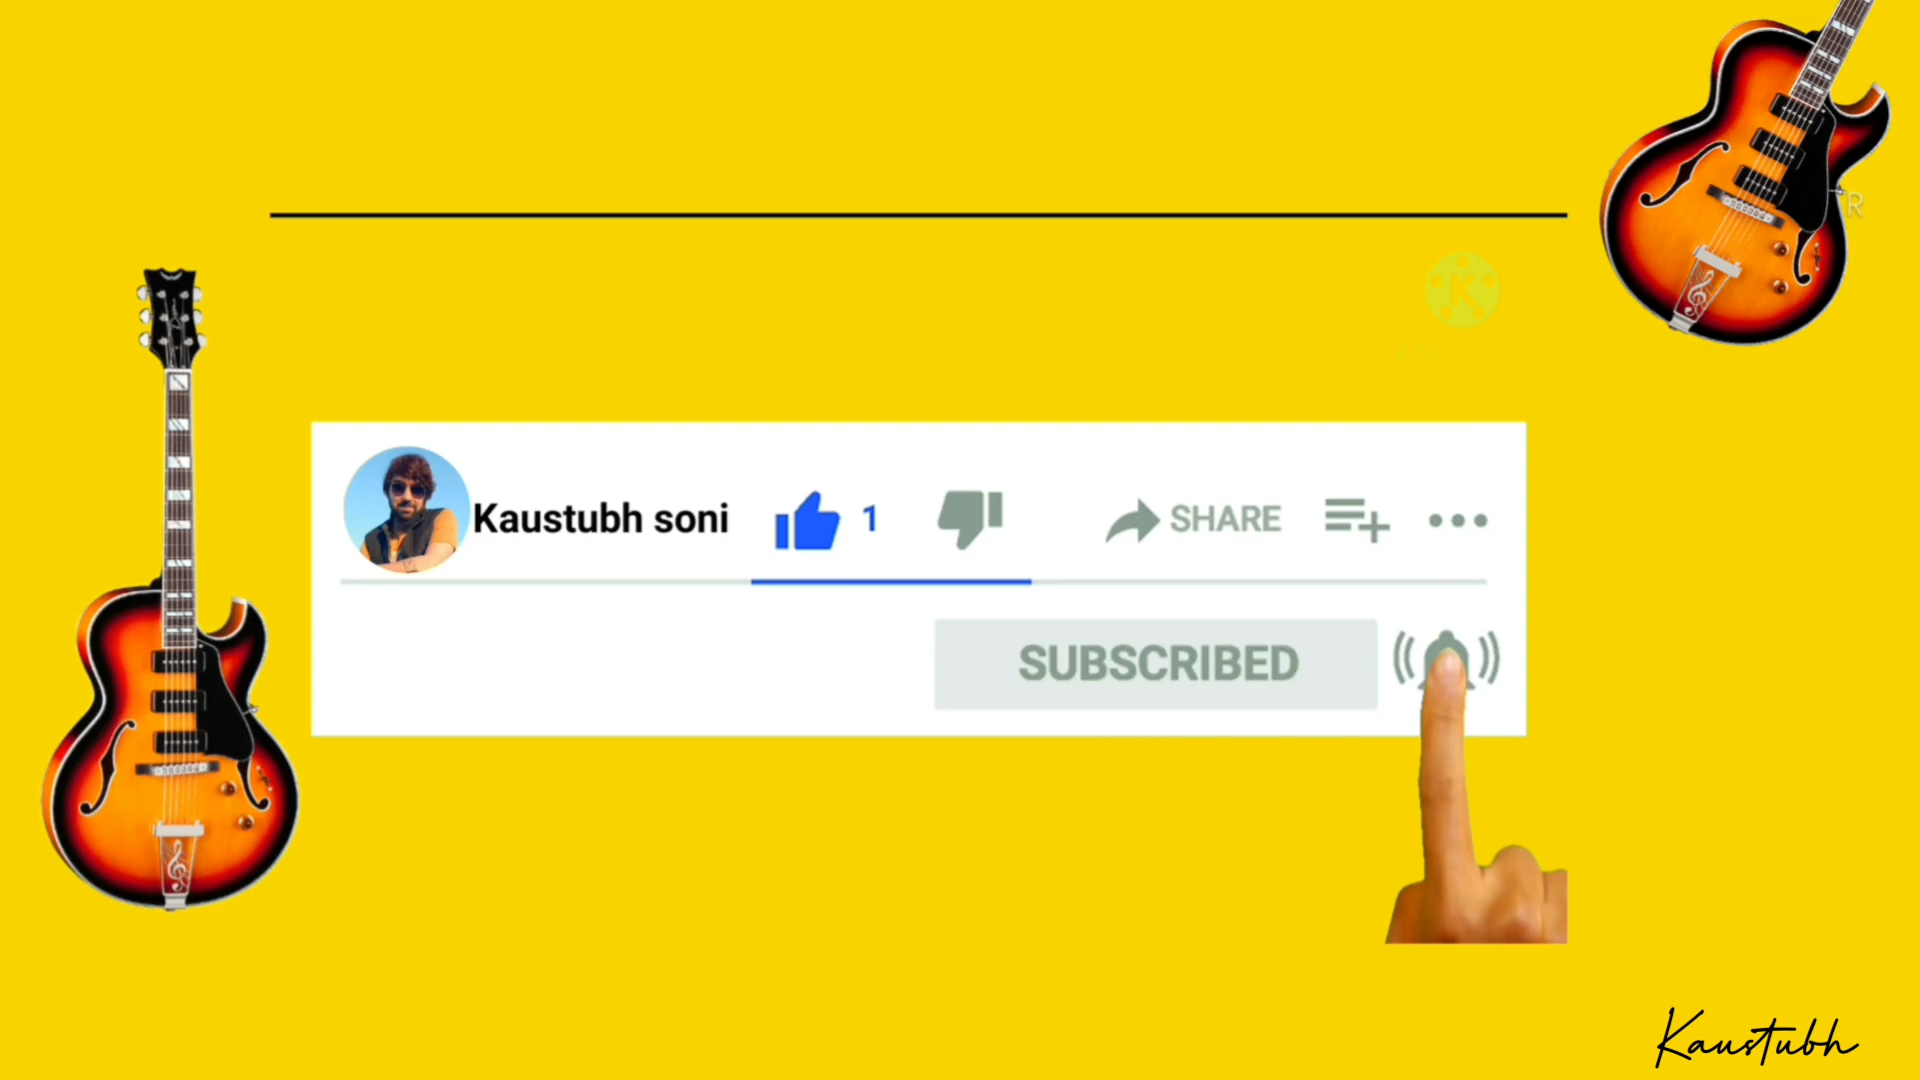 R
K
Kaustubh soni
1
SHARE
SUBSCRIBED
Kaustubh